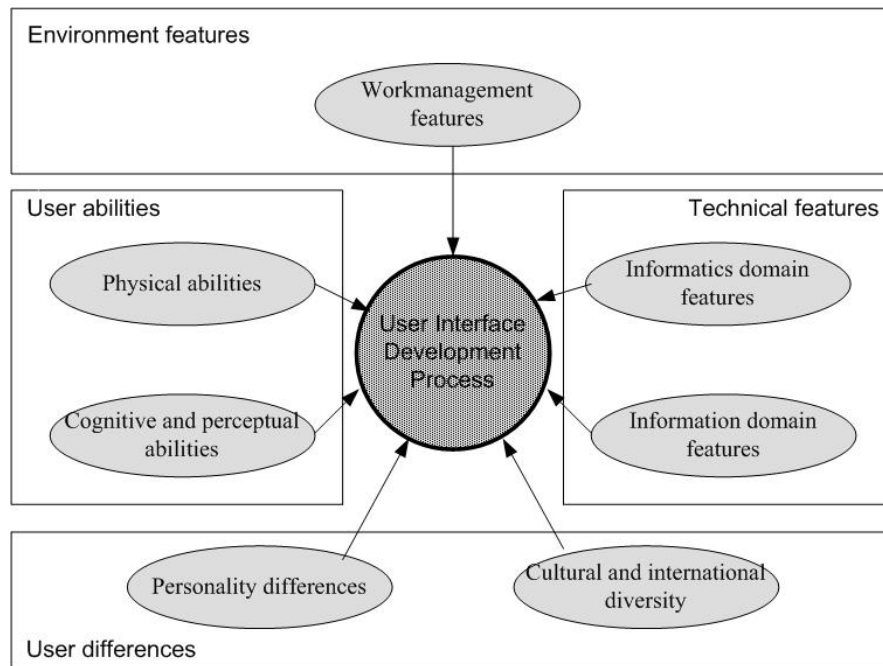 Environment features
Workmanagement
features
User abilities
Technical features
Physical abilities
Informatics domain
features
User Interface
Development
Process
Cognitive and perceptual
abilities
Information domain
features
Personality differences
Cultural and international
diversity
User differences